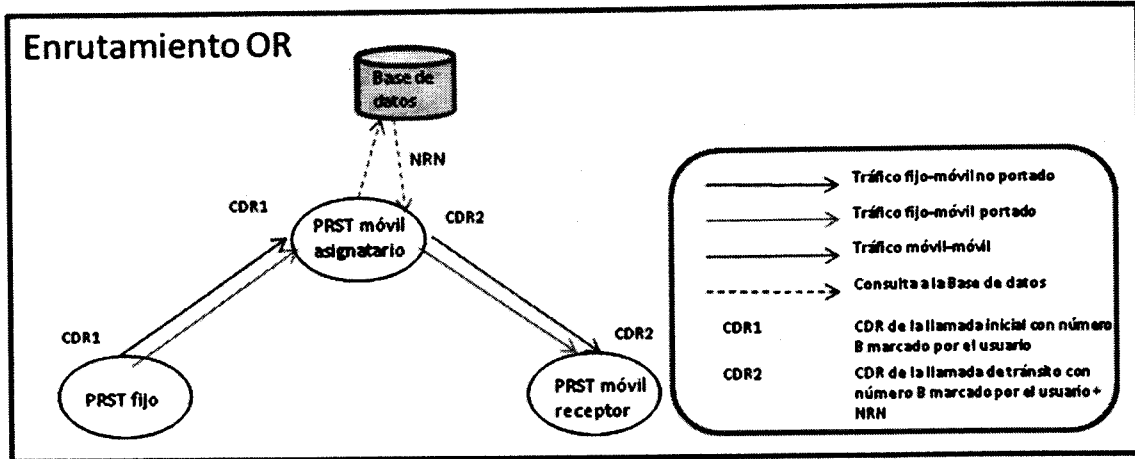 Enrutamiento OR
Base de
datos
NRN
CDR1
CDR2
PRST móvil
asignatario
CDR1
CDR2
PRST fijo
PRST móvil
receptor
Tráfico fijo-móvil no portado
Tráfico fijo-móvil portado
Tráfico móvil-móvil
Consulta a la Base de datos
CDR1
CDR de la llamada inicial con número
B marcado por el usuario
CDR2
CDR de la llamada de tránsito con
número B marcado por el usuario +
NRN